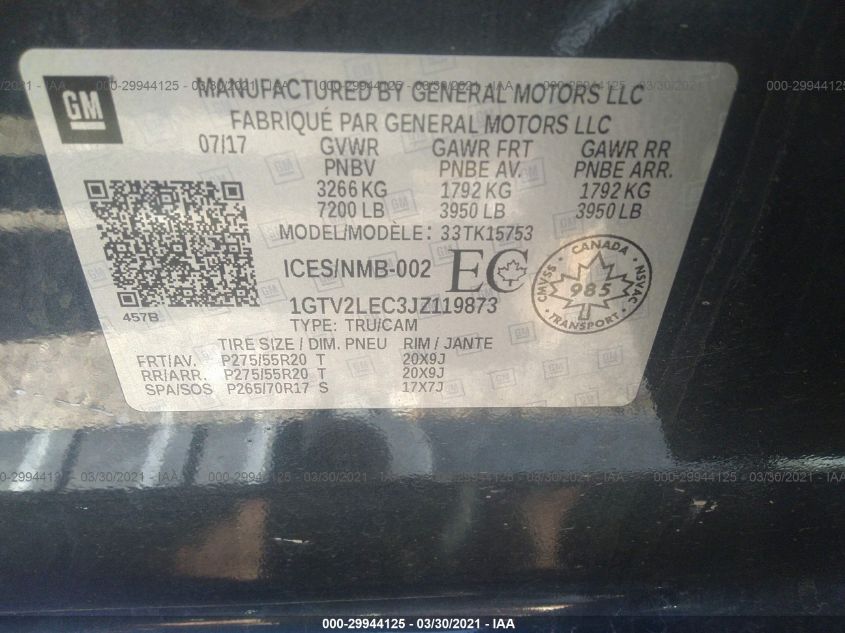 000-29944125 - 03/30/2021 - IAA
GM
MANUFACTURED BY GENERAL MOTORS LLC
FABRIQUÉ PAR GENERAL MOTORS LLC
07/17 GVWR GAWR FRT GAWR RR
PNBV PNBE AV. PNBE ARR.
3266 KG 1792 KG 1792 KG
7200 LB 3950 LB 3950 LB
MODEL/MODÈLE: 33TK15753
ICES/NMB-002 EC
CANADA
CMVSS 985 NSVAC
TRANSPORT
457B
1GTV2LEC3JZ119873
TYPE: TRU/CAM
TIRE SIZE / DIM. PNEU RIM / JANTE
FRT/AV. P275/55R20 T 20X9J
RR/ARR. P275/55R20 T 20X9J
SPA/SOS P265/70R17 S 17X7J
000-29944125 - 03/30/2021 - IAA
000-29944125 - 03/30/2021 - IAA